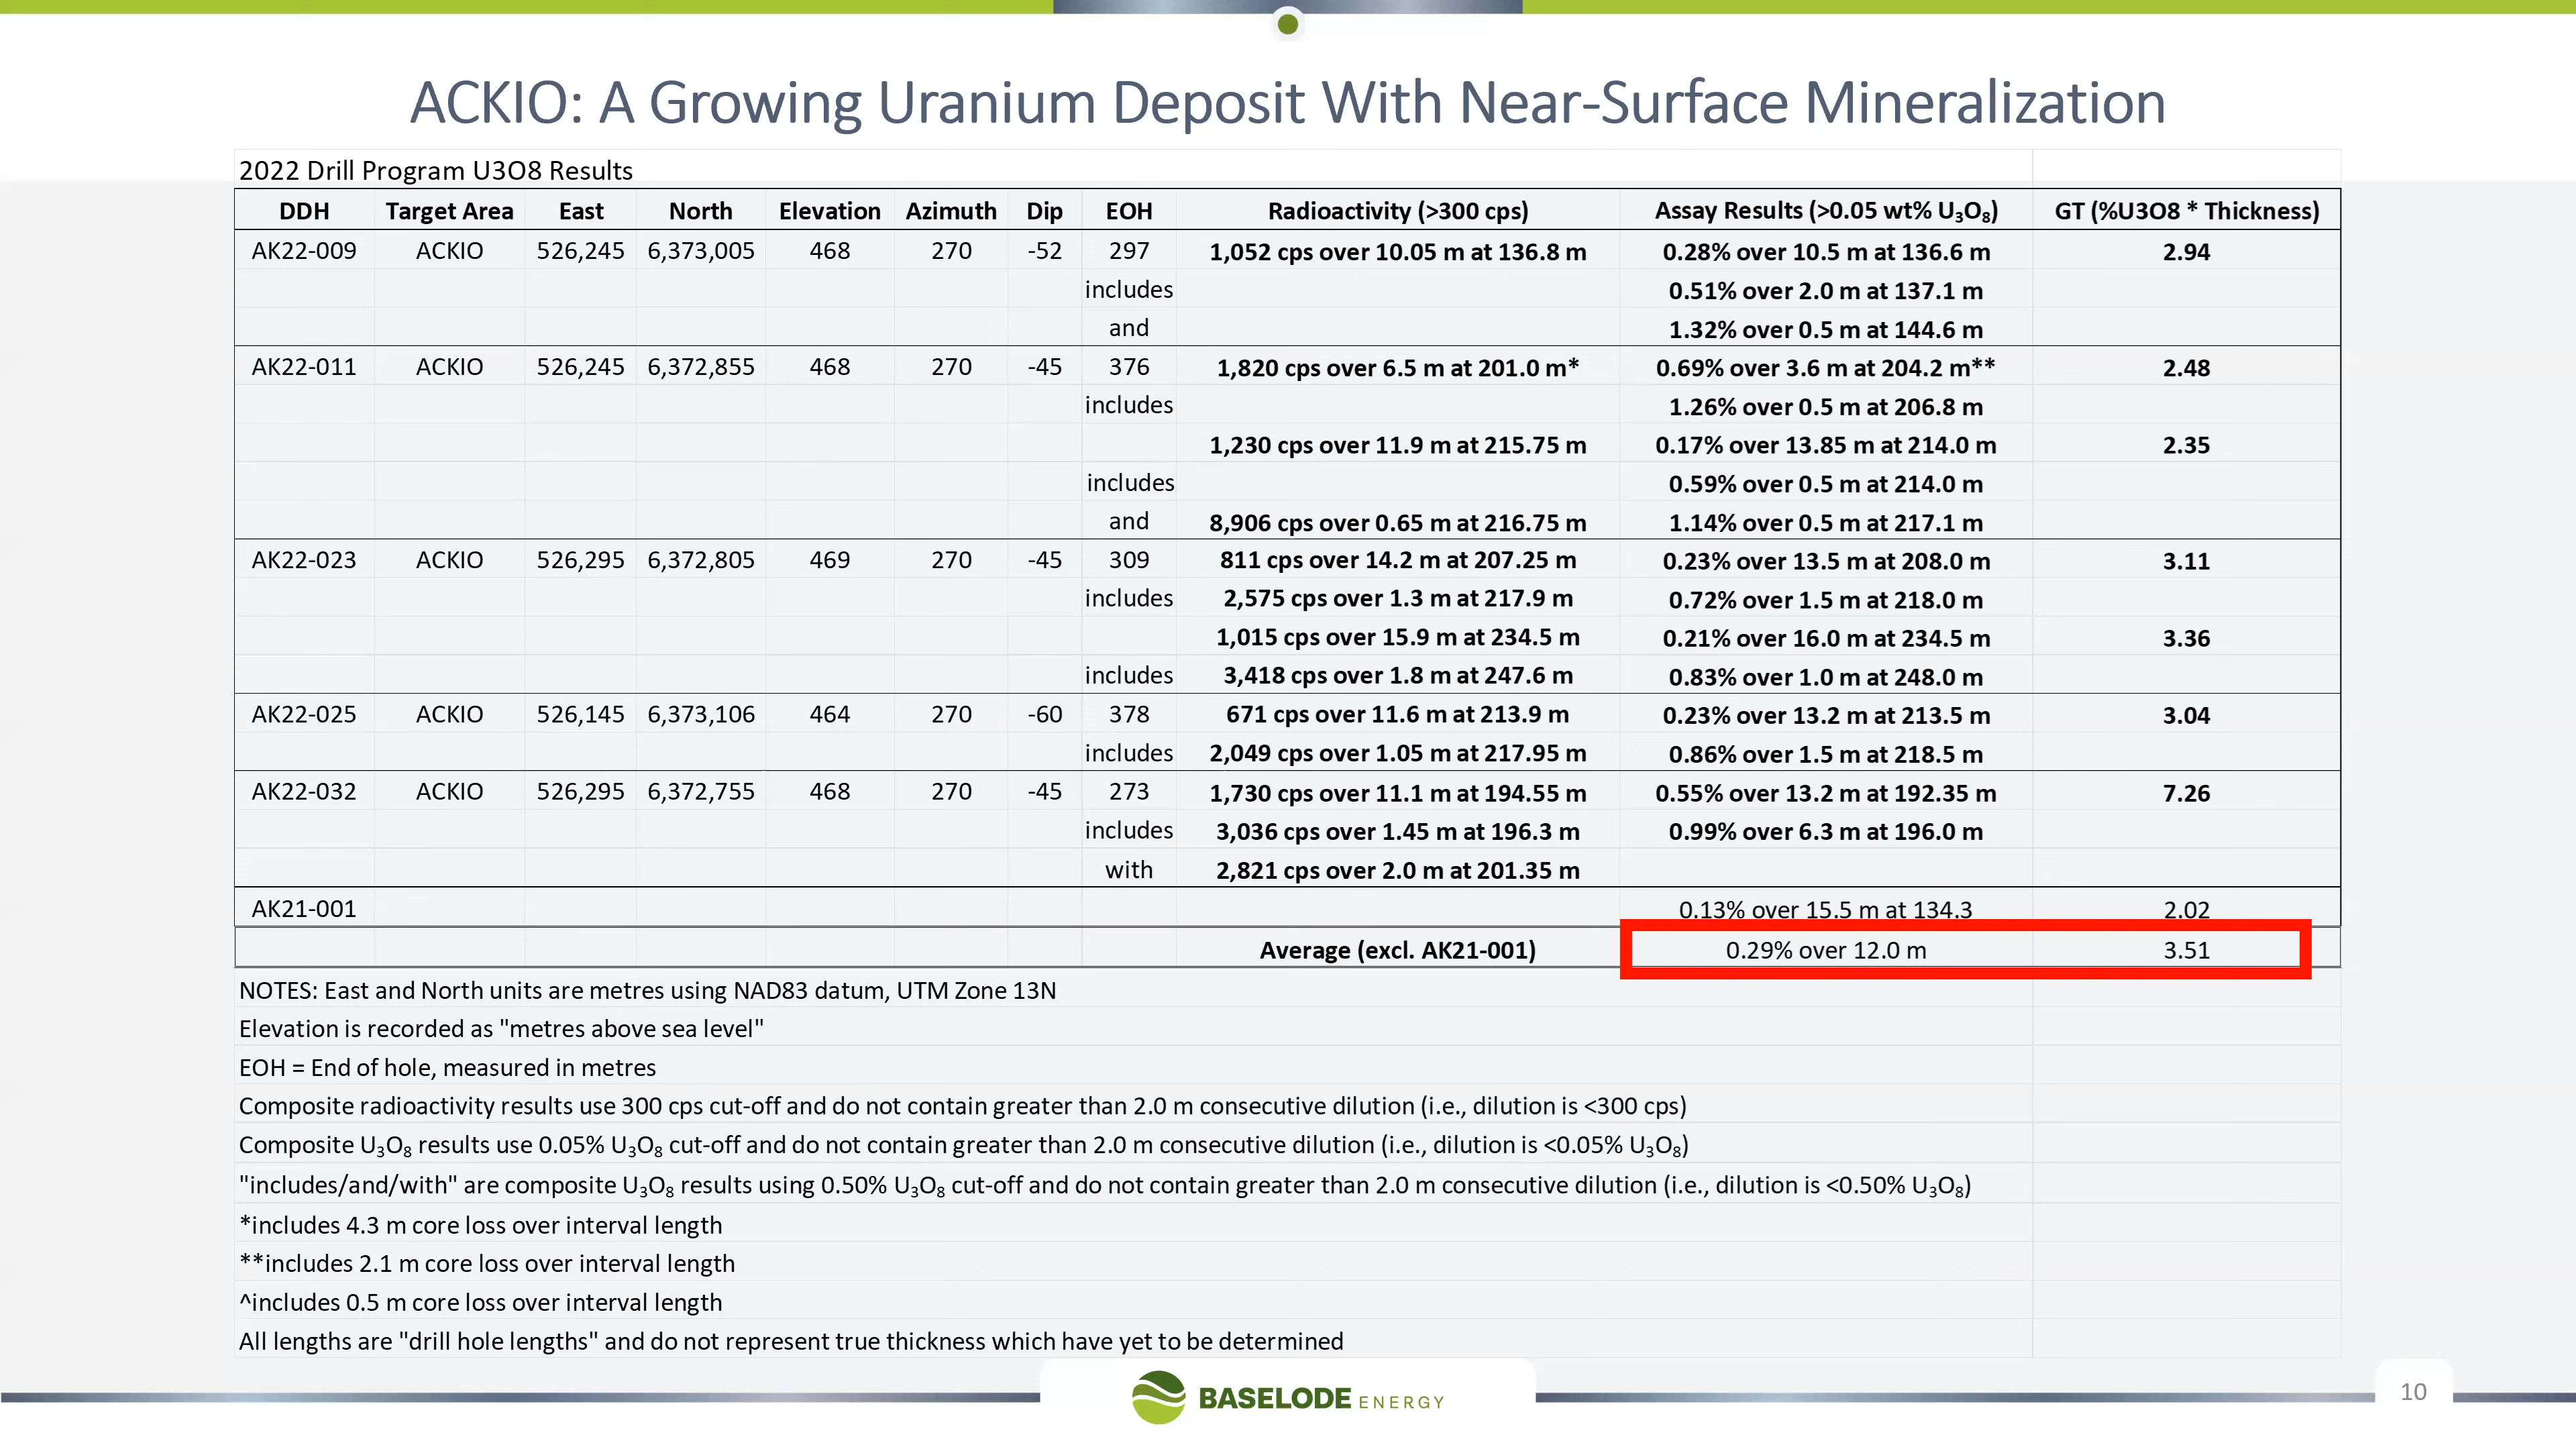 ACKIO: A Growing Uranium Deposit With Near-Surface Mineralization
2022 Drill Program U3O8 Results
DDH Target Area East North Elevation Azimuth Dip EOH Radioactivity (>300 cps) Assay Results (>0.05 wt% U₃O₈) GT (%U3O8 * Thickness)
AK22-009 ACKIO 526,245 6,373,005 468 270 -52 297 1,052 cps over 10.05 m at 136.8 m 0.28% over 10.5 m at 136.6 m 2.94
includes 0.51% over 2.0 m at 137.1 m
and 1.32% over 0.5 m at 144.6 m
AK22-011 ACKIO 526,245 6,372,855 468 270 -45 376 1,820 cps over 6.5 m at 201.0 m* 0.69% over 3.6 m at 204.2 m** 2.48
includes 1.26% over 0.5 m at 206.8 m
1,230 cps over 11.9 m at 215.75 m 0.17% over 13.85 m at 214.0 m 2.35
includes 0.59% over 0.5 m at 214.0 m
and 8,906 cps over 0.65 m at 216.75 m 1.14% over 0.5 m at 217.1 m
AK22-023 ACKIO 526,295 6,372,805 469 270 -45 309 811 cps over 14.2 m at 207.25 m 0.23% over 13.5 m at 208.0 m 3.11
includes 2,575 cps over 1.3 m at 217.9 m 0.72% over 1.5 m at 218.0 m
1,015 cps over 15.9 m at 234.5 m 0.21% over 16.0 m at 234.5 m 3.36
includes 3,418 cps over 1.8 m at 247.6 m 0.83% over 1.0 m at 248.0 m
AK22-025 ACKIO 526,145 6,373,106 464 270 -60 378 671 cps over 11.6 m at 213.9 m 0.23% over 13.2 m at 213.5 m 3.04
includes 2,049 cps over 1.05 m at 217.95 m 0.86% over 1.5 m at 218.5 m
AK22-032 ACKIO 526,295 6,372,755 468 270 -45 273 1,730 cps over 11.1 m at 194.55 m 0.55% over 13.2 m at 192.35 m 7.26
includes 3,036 cps over 1.45 m at 196.3 m 0.99% over 6.3 m at 196.0 m
with 2,821 cps over 2.0 m at 201.35 m
AK21-001 0.13% over 15.5 m at 134.3 2.02
Average (excl. AK21-001) 0.29% over 12.0 m 3.51
NOTES: East and North units are metres using NAD83 datum, UTM Zone 13N
Elevation is recorded as "metres above sea level"
EOH = End of hole, measured in metres
Composite radioactivity results use 300 cps cut-off and do not contain greater than 2.0 m consecutive dilution (i.e., dilution is <300 cps)
Composite U₃O₈ results use 0.05% U₃O₈ cut-off and do not contain greater than 2.0 m consecutive dilution (i.e., dilution is <0.05% U₃O₈)
"includes/and/with" are composite U₃O₈ results using 0.50% U₃O₈ cut-off and do not contain greater than 2.0 m consecutive dilution (i.e., dilution is <0.50% U₃O₈)
*includes 4.3 m core loss over interval length
**includes 2.1 m core loss over interval length
^includes 0.5 m core loss over interval length
All lengths are "drill hole lengths" and do not represent true thickness which have yet to be determined
BASELODE ENERGY
10